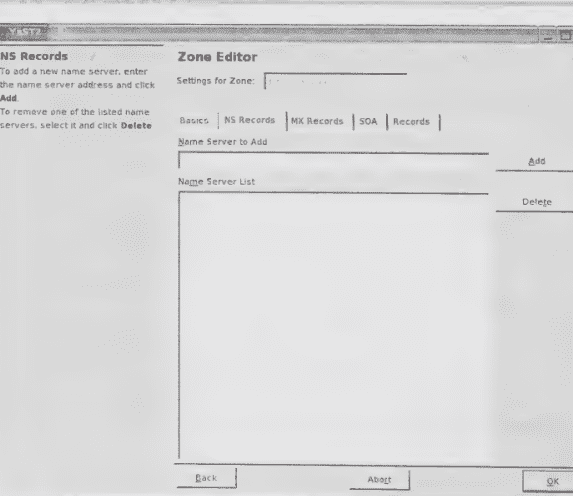 YaST2
NS Records
To add a new name server, enter
the name server address and click
Add.
To remove one of the listed name
servers, select it and click Delete
Zone Editor
Settings for Zone:
Basics
NS Records
MX Records
SOA
Records
Name Server to Add
Add
Name Server List
Delete
Back
Abort
OK